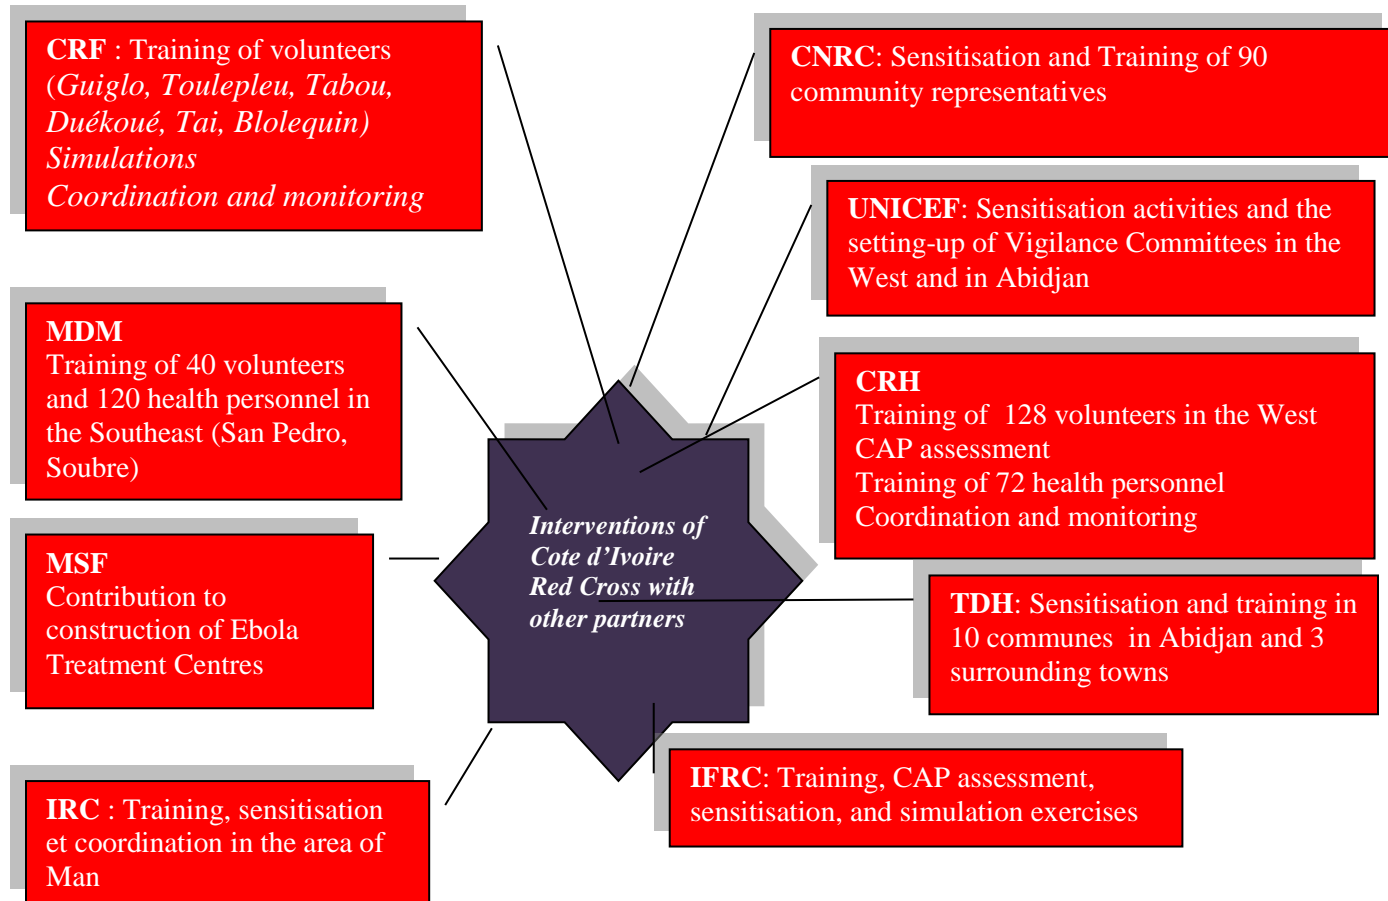 CRF : Training of volunteers
(Guiglo, Toulepleu, Tabou,
Duékoué, Tai, Blolequin)
Simulations
Coordination and monitoring
CNRC: Sensitisation and Training of 90
community representatives
UNICEF: Sensitisation activities and the
setting-up of Vigilance Committees in the
West and in Abidjan
MDM
Training of 40 volunteers
and 120 health personnel in
the Southeast (San Pedro,
Soubre)
CRH
Training of 128 volunteers in the West
CAP assessment
Training of 72 health personnel
Coordination and monitoring
Interventions of
Cote d’Ivoire
Red Cross with
other partners
MSF
Contribution to
construction of Ebola
Treatment Centres
TDH: Sensitisation and training in
10 communes in Abidjan and 3
surrounding towns
IFRC: Training, CAP assessment,
sensitisation, and simulation exercises
IRC : Training, sensitisation
et coordination in the area of
Man